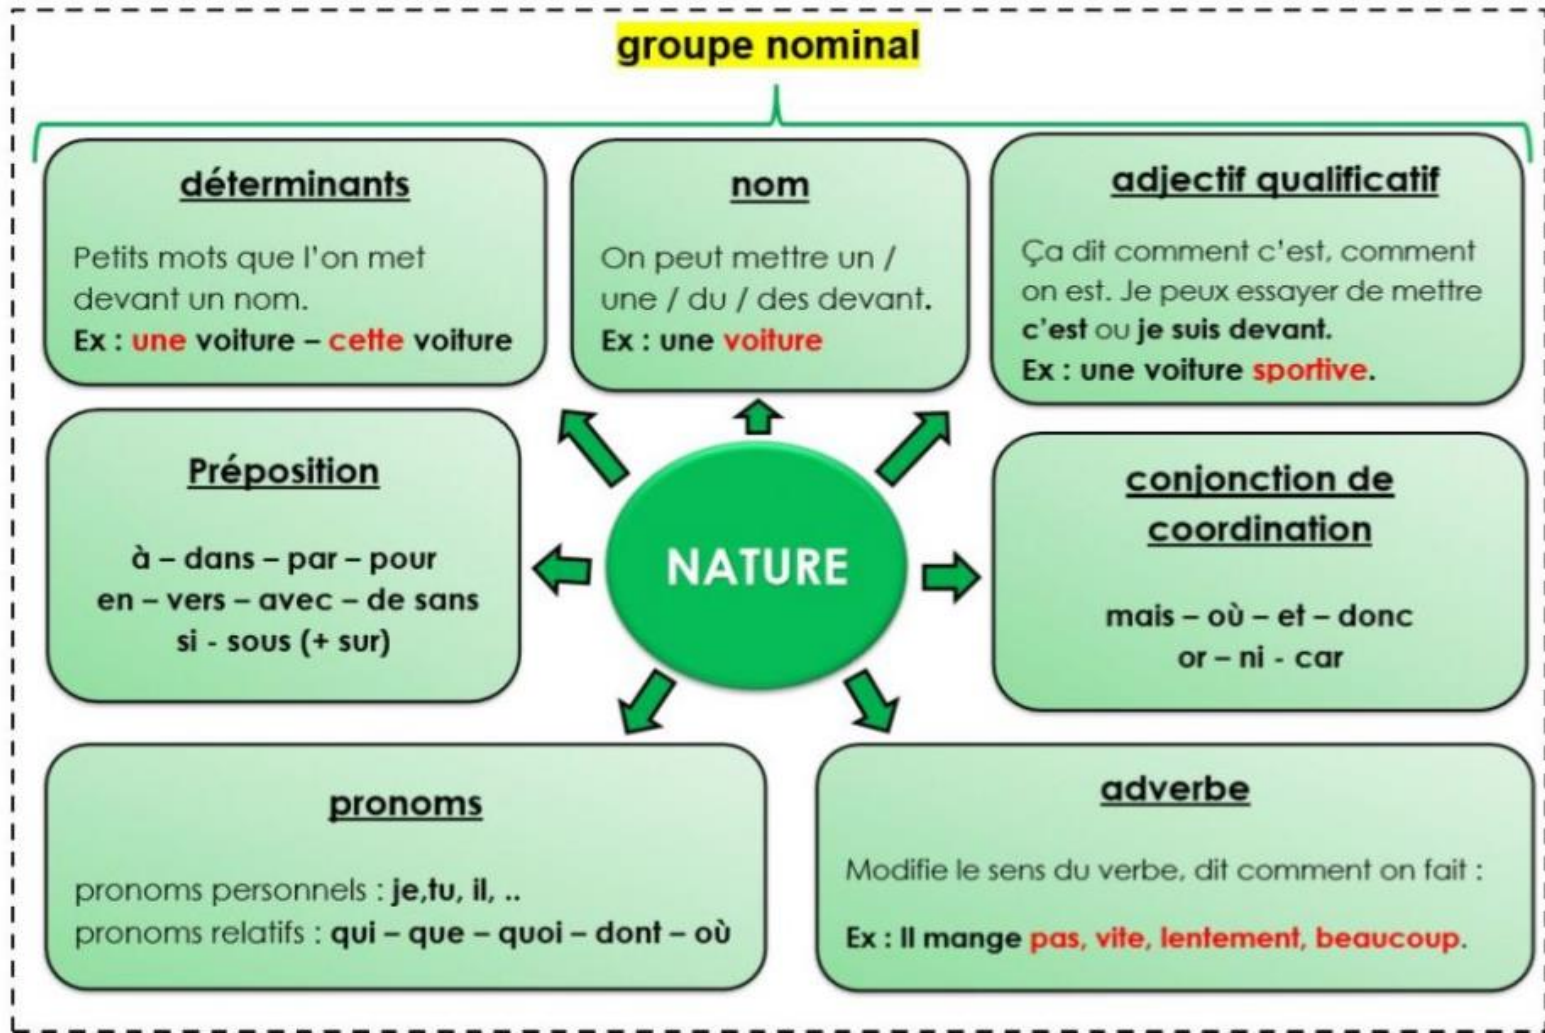 groupe nominal
déterminants
Petits mots que l'on met
devant un nom.
Ex : une voiture – cette voiture
nom
On peut mettre un /
une / du / des devant.
Ex : une voiture
adjectif qualificatif
Ça dit comment c'est, comment
on est. Je peux essayer de mettre
c'est ou je suis devant.
Ex : une voiture sportive.
Préposition
à – dans – par – pour
en – vers – avec – de sans
si - sous (+ sur)
NATURE
conjonction de
coordination
mais – où – et – donc
or – ni - car
pronoms
pronoms personnels : je,tu, il, ..
pronoms relatifs : qui – que – quoi – dont – où
adverbe
Modifie le sens du verbe, dit comment on fait :
Ex : Il mange pas, vite, lentement, beaucoup.